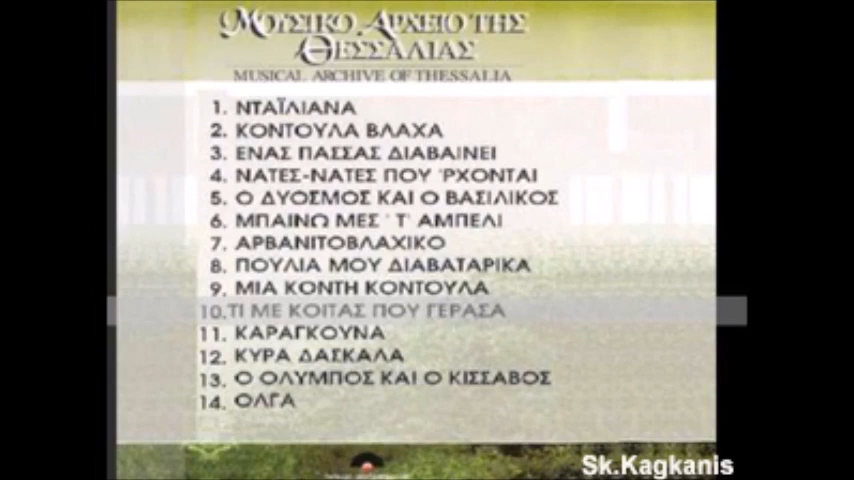 ΜΟΥΣΙΚΟ ΑΡΧΕΙΟ ΤΗΣ
ΘΕΣΣΑΛΙΑΣ
MUSICAL ARCHIVE OF THESSALIA
1. ΝΤΑΪΛΙΑΝΑ
2. ΚΟΝΤΟΥΛΑ ΒΛΑΧΑ
3. ΕΝΑΣ ΠΑΣΣΑΣ ΔΙΑΒΑΙΝΕΙ
4. ΝΑΤΕΣ-ΝΑΤΕΣ ΠΟΥ 'ΡΧΟΝΤΑΙ
5. Ο ΔΥΟΣΜΟΣ ΚΑΙ Ο ΒΑΣΙΛΙΚΟΣ
6. ΜΠΑΙΝΩ ΜΕΣ ' Τ' ΑΜΠΕΛΙ
7. ΑΡΒΑΝΙΤΟΒΛΑΧΙΚΟ
8. ΠΟΥΛΙΑ ΜΟΥ ΔΙΑΒΑΤΑΡΙΚΑ
9. ΜΙΑ ΚΟΝΤΗ ΚΟΝΤΟΥΛΑ
10.ΤΙ ΜΕ ΚΟΙΤΑΣ ΠΟΥ ΓΕΡΑΣΑ
11. ΚΑΡΑΓΚΟΥΝΑ
12. ΚΥΡΑ ΔΑΣΚΑΛΑ
13. Ο ΟΛΥΜΠΟΣ ΚΑΙ Ο ΚΙΣΣΑΒΟΣ
14. ΟΛΓΑ
Sk.Kagkanis